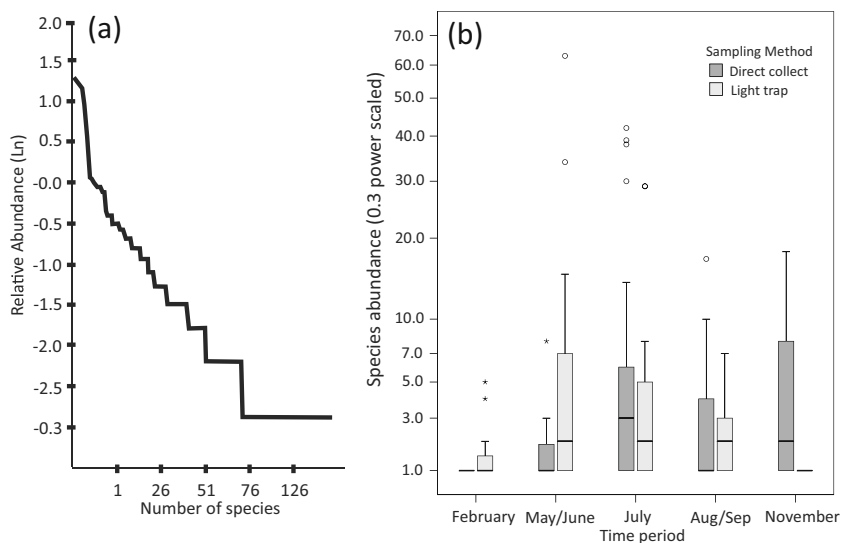 (a)
Relative Abundance (Ln)
2.0
1.5
1.0
0.5
-0.0
-0.5
-1.0
-1.5
-2.0
-2.5
-0.3
1 26 51 76 126
Number of species
(b)
Species abundance (0.3 power scaled)
70.0
60.0
50.0
40.0
30.0
20.0
10.0
7.0
5.0
3.0
1.0
Sampling Method
Direct collect
Light trap
February May/June July Aug/Sep November
Time period